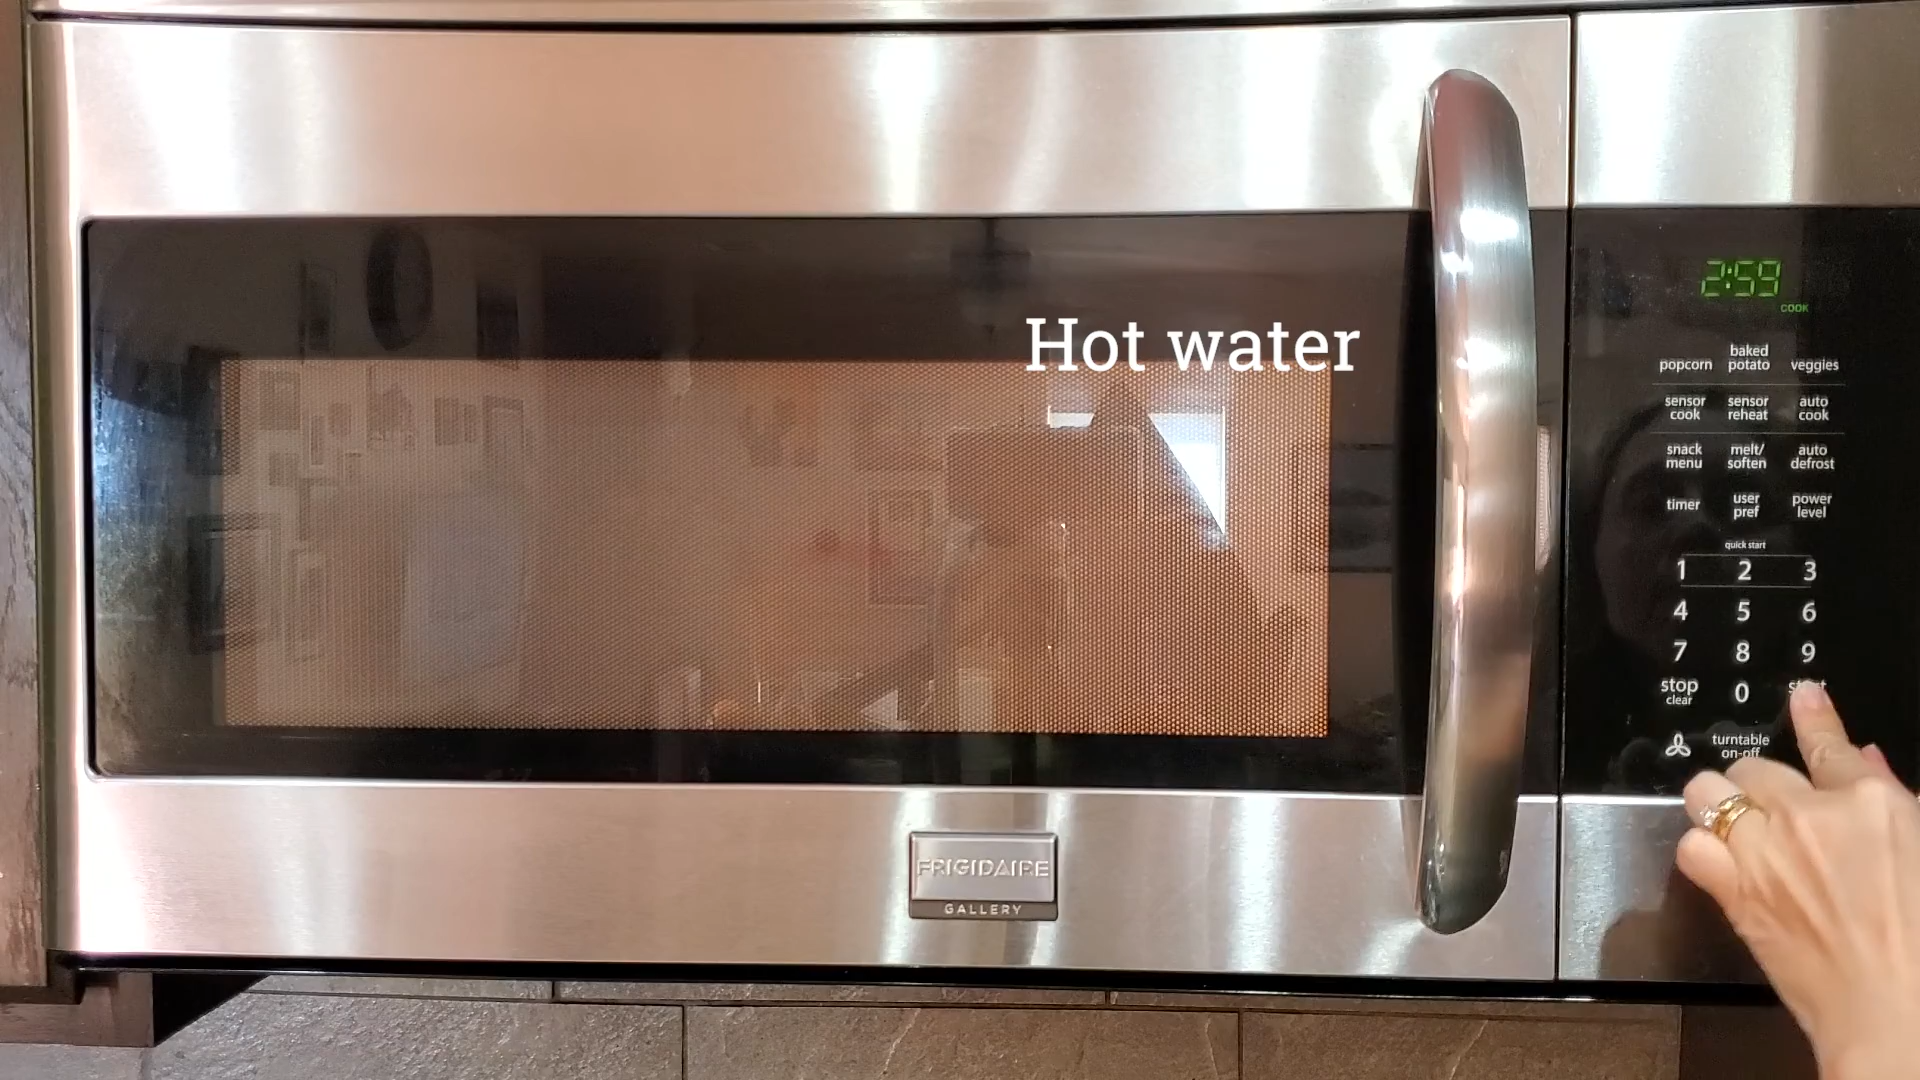 Hot water
2:59
COOK
popcorn baked potato veggies
sensor cook sensor reheat auto cook
snack menu melt/ soften auto defrost
timer user pref power level
quick start
1 2 3
4 5 6
7 8 9
stop clear 0
turntable on-off
FRIGIDAIRE
GALLERY